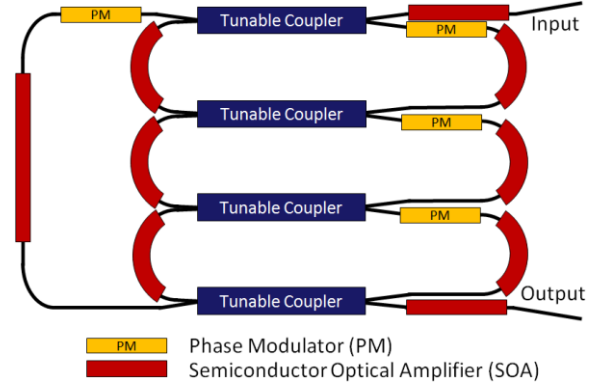 PM
Tunable Coupler
Input
PM
Tunable Coupler
PM
Tunable Coupler
PM
Tunable Coupler
Output
PM
Phase Modulator (PM)
Semiconductor Optical Amplifier (SOA)